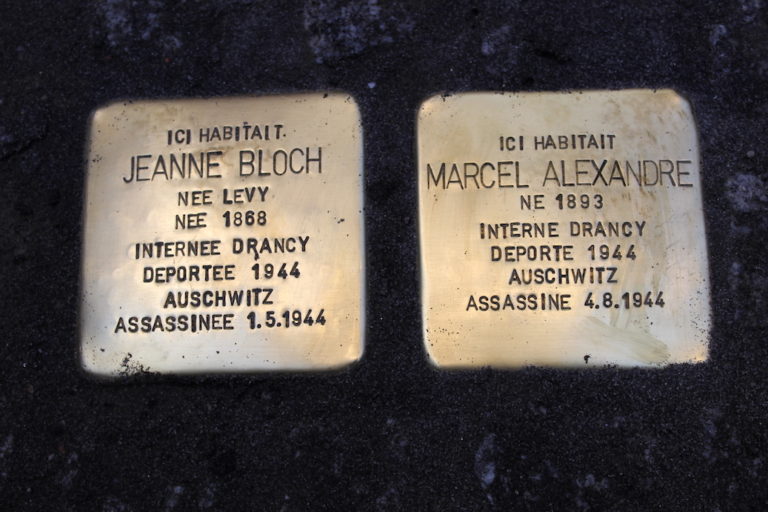 ICI HABITAIT.
JEANNE BLOCH
NEE LEVY
NEE 1868
INTERNEE DRANCY
DEPORTEE 1944
AUSCHWITZ
ASSASSINEE 1.5.1944
ICI HABITAIT
MARCEL ALEXANDRE
NE 1893
INTERNE DRANCY
DEPORTE 1944
AUSCHWITZ
ASSASSINE 4.8.1944